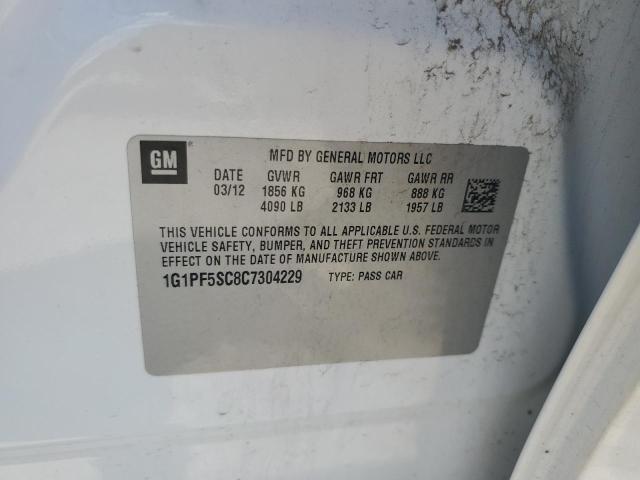 GM
MFD BY GENERAL MOTORS LLC
DATE GVWR GAWR FRT GAWR RR
03/12 1856 KG 968 KG 888 KG
4090 LB 2133 LB 1957 LB
THIS VEHICLE CONFORMS TO ALL APPLICABLE U.S. FEDERAL MOTOR
VEHICLE SAFETY, BUMPER, AND THEFT PREVENTION STANDARDS IN
EFFECT ON THE DATE OF MANUFACTURE SHOWN ABOVE.
1G1PF5SC8C7304229 TYPE: PASS CAR